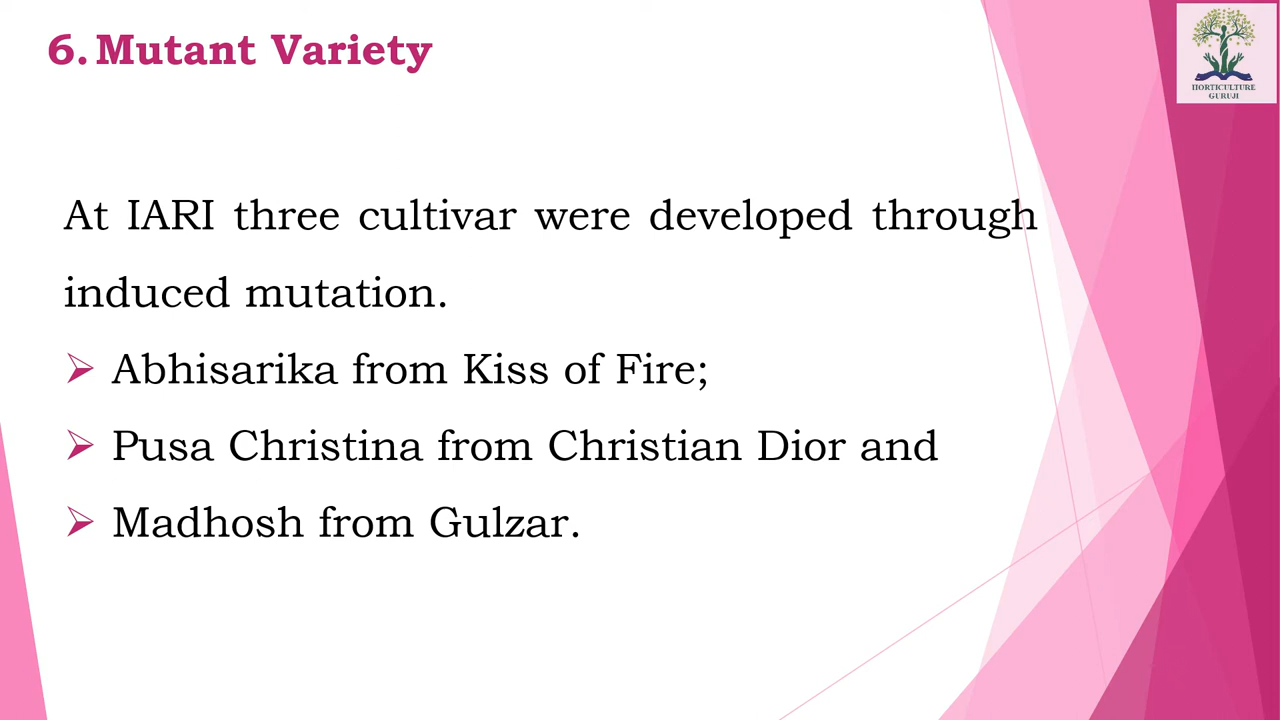 6. Mutant Variety
HORTICULTURE
GURUJI
At IARI three cultivar were developed through
induced mutation.
Abhisarika from Kiss of Fire;
Pusa Christina from Christian Dior and
Madhosh from Gulzar.